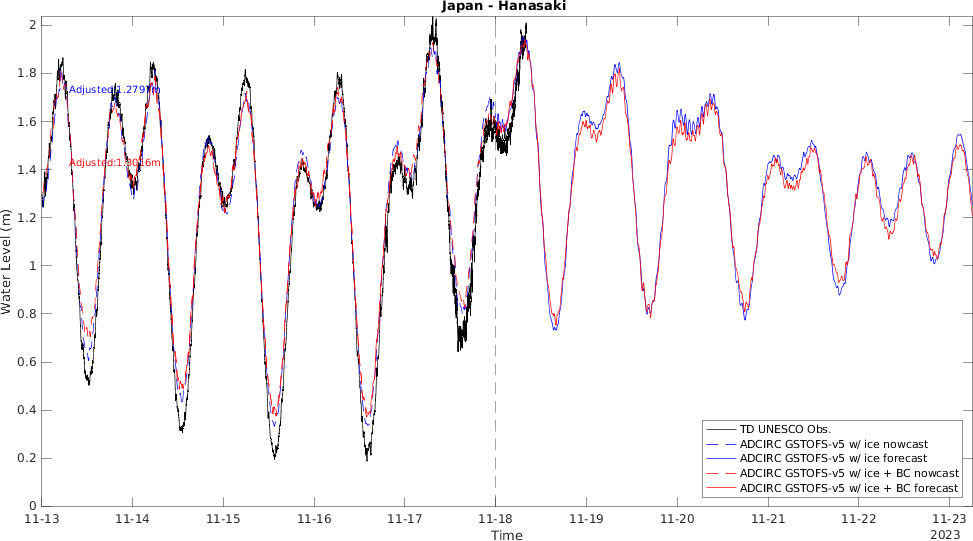 Japan - Hanasaki
2
1.8
1.6
1.4
1.2
1
0.8
0.6
0.4
0.2
0
Water Level (m)
TD UNESCO Obs.
ADCIRC GSTOFS-v5 w/ ice nowcast
ADCIRC GSTOFS-v5 w/ ice forecast
ADCIRC GSTOFS-v5 w/ ice + BC nowcast
ADCIRC GSTOFS-v5 w/ ice + BC forecast
11-13 11-14 11-15 11-16 11-17 11-18 11-19 11-20 11-21 11-22 11-23
Time
2023